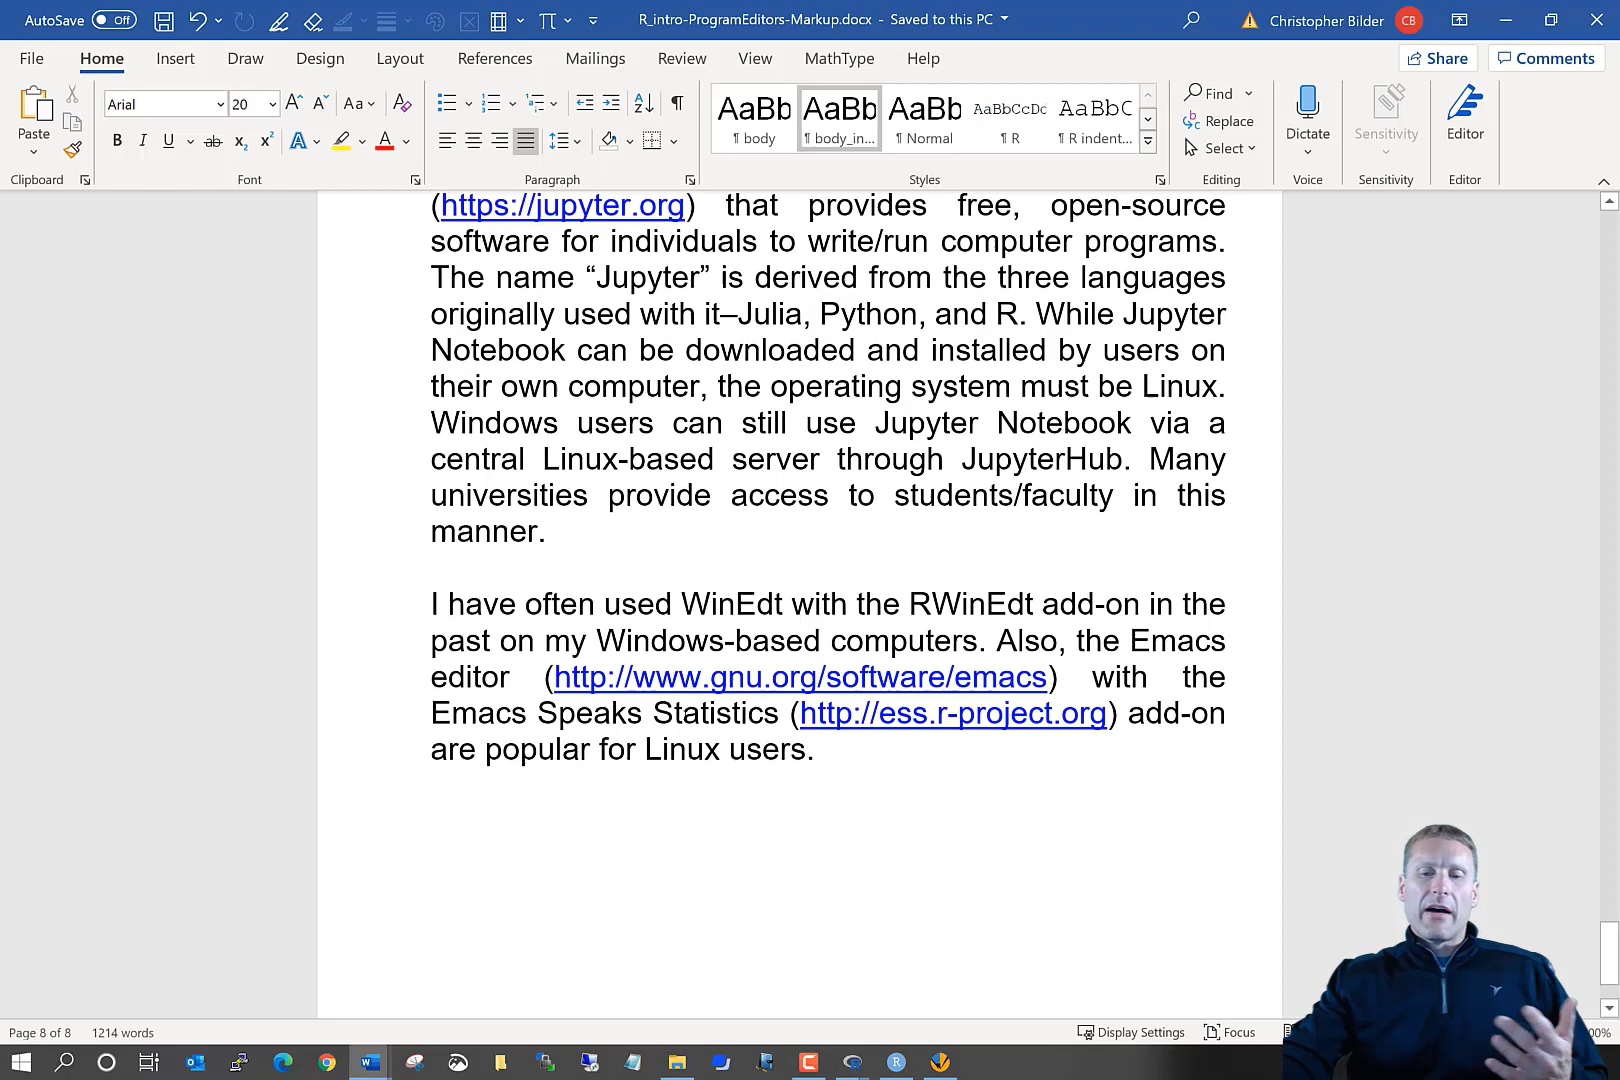 AutoSave Off R_intro-ProgramEditors-Markup.docx - Saved to this PC Christopher Bilder CB
File Home Insert Draw Design Layout References Mailings Review View MathType Help Share Comments
Paste Arial 20 Aa AaBb AaBb AaBb AaBbCcDc AaBbC Find Replace Select Dictate Sensitivity Editor
¶ body ¶ body_in... ¶ Normal ¶ R ¶ R indent...
Clipboard Font Paragraph Styles Editing Voice Sensitivity Editor
(https://jupyter.org) that provides free, open-source
software for individuals to write/run computer programs.
The name “Jupyter” is derived from the three languages
originally used with it–Julia, Python, and R. While Jupyter
Notebook can be downloaded and installed by users on
their own computer, the operating system must be Linux.
Windows users can still use Jupyter Notebook via a
central Linux-based server through JupyterHub. Many
universities provide access to students/faculty in this
manner.
I have often used WinEdt with the RWinEdt add-on in the
past on my Windows-based computers. Also, the Emacs
editor (http://www.gnu.org/software/emacs) with the
Emacs Speaks Statistics (http://ess.r-project.org) add-on
are popular for Linux users.
Page 8 of 8 1214 words Display Settings Focus